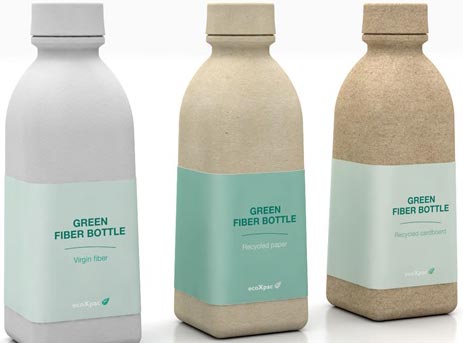 GREEN
FIBER BOTTLE
Virgin fiber
ecoXpac
GREEN
FIBER BOTTLE
Recycled paper
ecoXpac
GREEN
FIBER BOTTLE
Recycled cardboard
ecoXpac